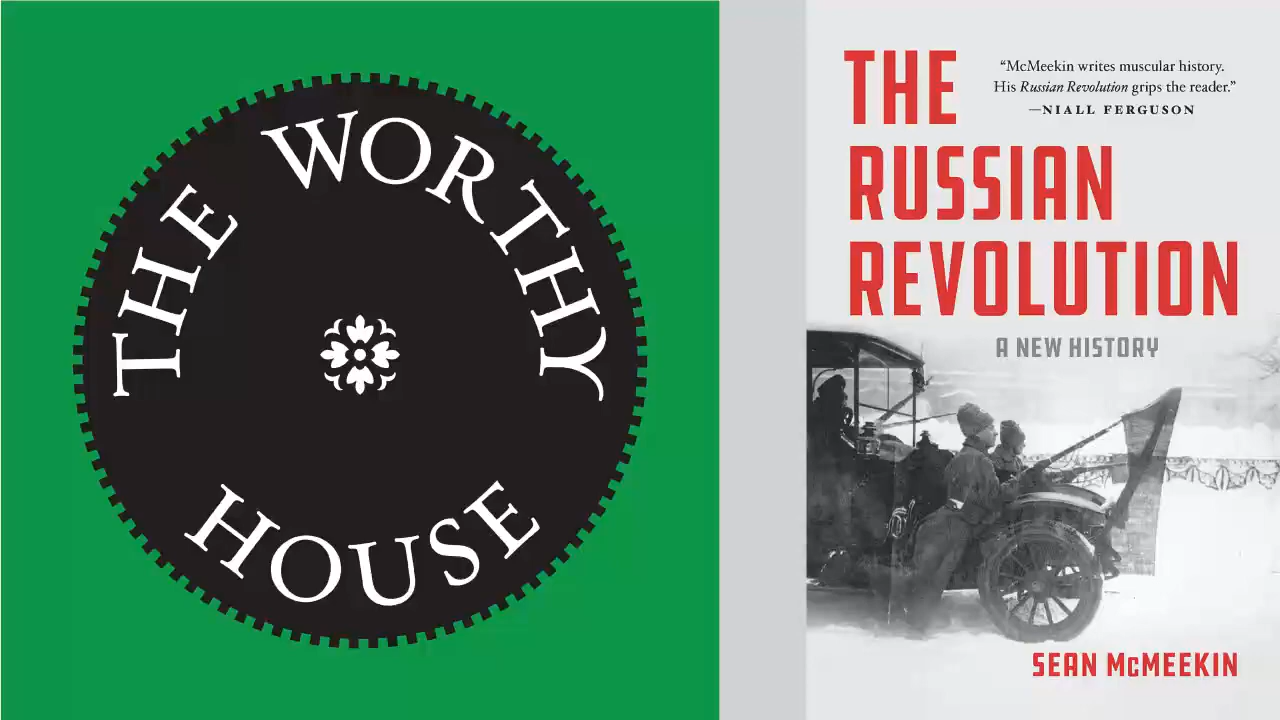 THE WORTHY
HOUSE
THE
RUSSIAN
REVOLUTION
“McMeekin writes muscular history.
His Russian Revolution grips the reader.”
—NIALL FERGUSON
A NEW HISTORY
SEAN McMEEKIN